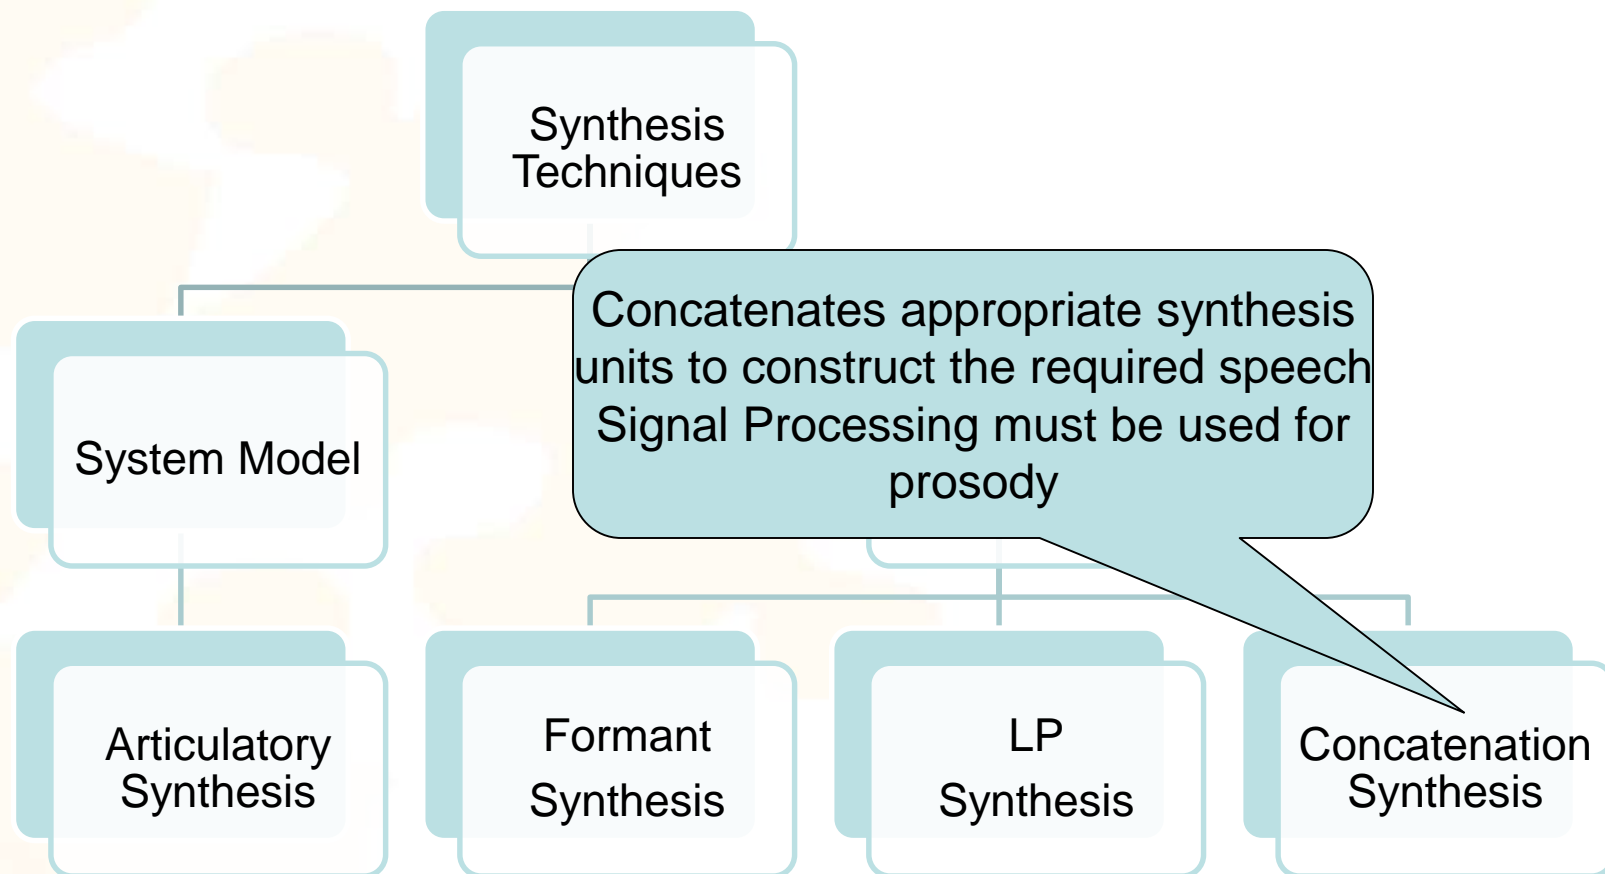 Synthesis
Techniques
Concatenates appropriate synthesis
units to construct the required speech
Signal Processing must be used for
prosody
System Model
Articulatory
Synthesis
Formant
Synthesis
LP
Synthesis
Concatenation
Synthesis